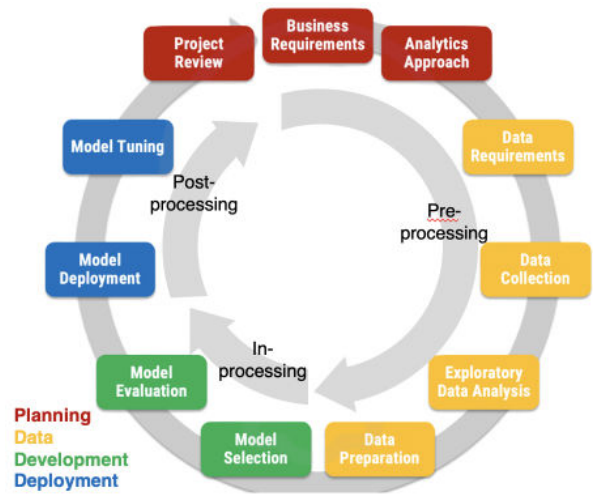 Business
Requirements
Analytics
Approach
Data
Requirements
Data
Collection
Exploratory
Data Analysis
Data
Preparation
Model
Selection
Model
Evaluation
Model
Deployment
Model Tuning
Project
Review
Pre-
processing
In-
processing
Post-
processing
Planning
Data
Development
Deployment